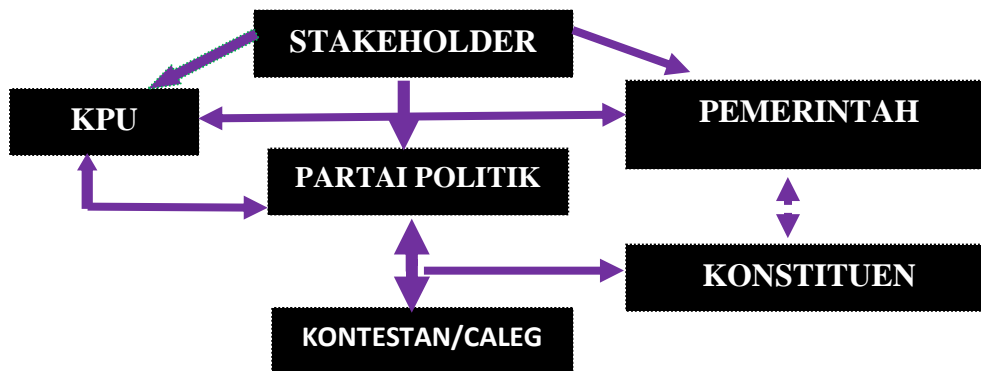 STAKEHOLDER
KPU
PEMERINTAH
PARTAI POLITIK
KONSTITUEN
KONTESTAN/CALEG